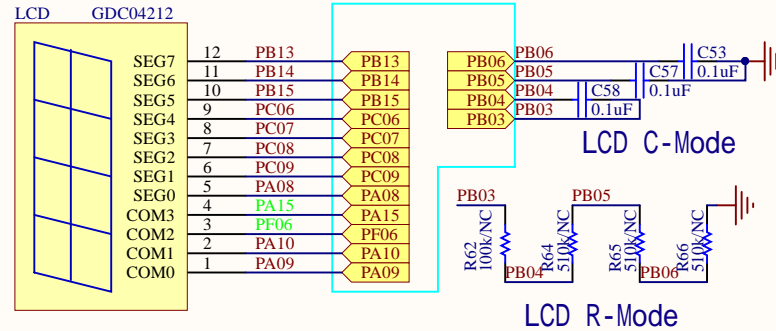 LCD GDC04212
SEG7 12 PB13 PB13 PB06 PB06 C53
SEG6 11 PB14 PB14 PB05 PB05 C57 0.1uF
SEG5 10 PB15 PB15 PB04 PB04 C58 0.1uF
SEG4 9 PC06 PC06 PB03 PB03 0.1uF
SEG3 8 PC07 PC07
LCD C-Mode
SEG2 7 PC08 PC08
SEG1 6 PC09 PC09
SEG0 5 PA08 PA08
COM3 4 PA15 PA15
COM2 3 PF06 PF06
COM1 2 PA10 PA10
COM0 1 PA09 PA09
PB03 PB05
R62 100k/NC
R64 510k/NC
R65 510k/NC
R66 510k/NC
PB04 PB06
LCD R-Mode